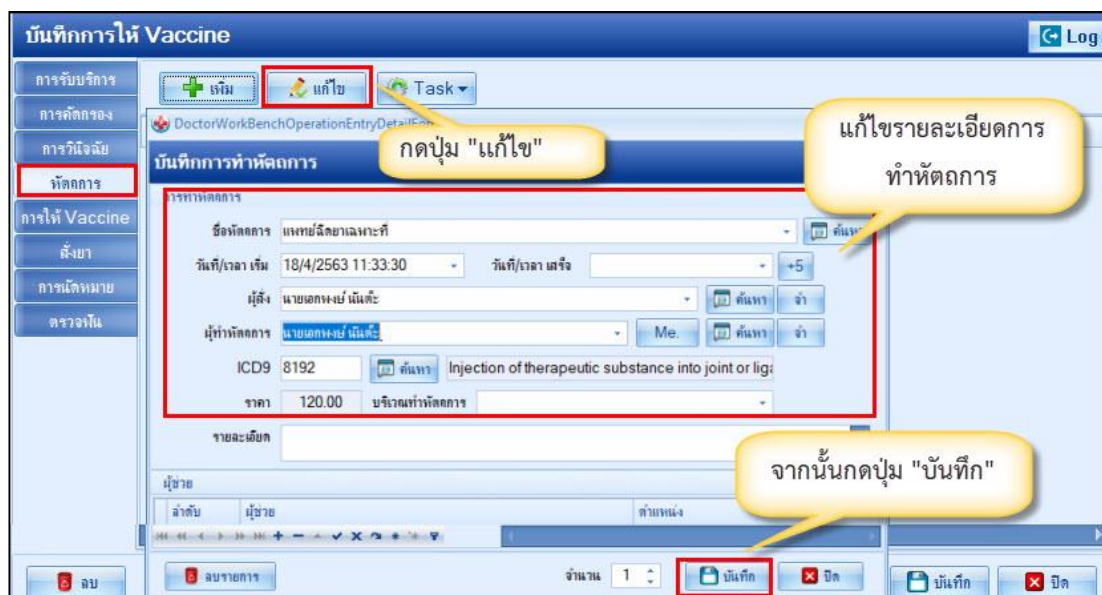 บันทึกการให้ Vaccine
Log
การรับบริการ
การคัดกรอง
การวินิจฉัย
หัตถการ
การให้ Vaccine
สั่งยา
การนัดหมาย
ตรวจฟัน
เพิ่ม แก้ไข Task
DoctorWorkBenchOperationEntryDetail
กดปุ่ม "แก้ไข"
แก้ไขรายละเอียดการ
ทำหัตถการ
บันทึกการทำหัตถการ
การทำหัตถการ
ชื่อหัตถการ แพทย์ฉีดยาเฉพาะที่ ค้นหา
วันที่/เวลา เริ่ม 18/4/2563 11:33:30 วันที่/เวลา เสร็จ +5
ผู้สั่ง นายเอกพงษ์ นันต๊ะ ค้นหา จำ
ผู้ทำหัตถการ นายเอกพงษ์ นันต๊ะ Me. ค้นหา จำ
ICD9 8192 ค้นหา Injection of therapeutic substance into joint or liga
ราคา 120.00 บริเวณทำหัตถการ
รายละเอียด
จากนั้นกดปุ่ม "บันทึก"
ผู้ช่วย
ลำดับ ผู้ช่วย ตำแหน่ง
ลบรายการ จำนวน 1 บันทึก ปิด
ลบ บันทึก ปิด